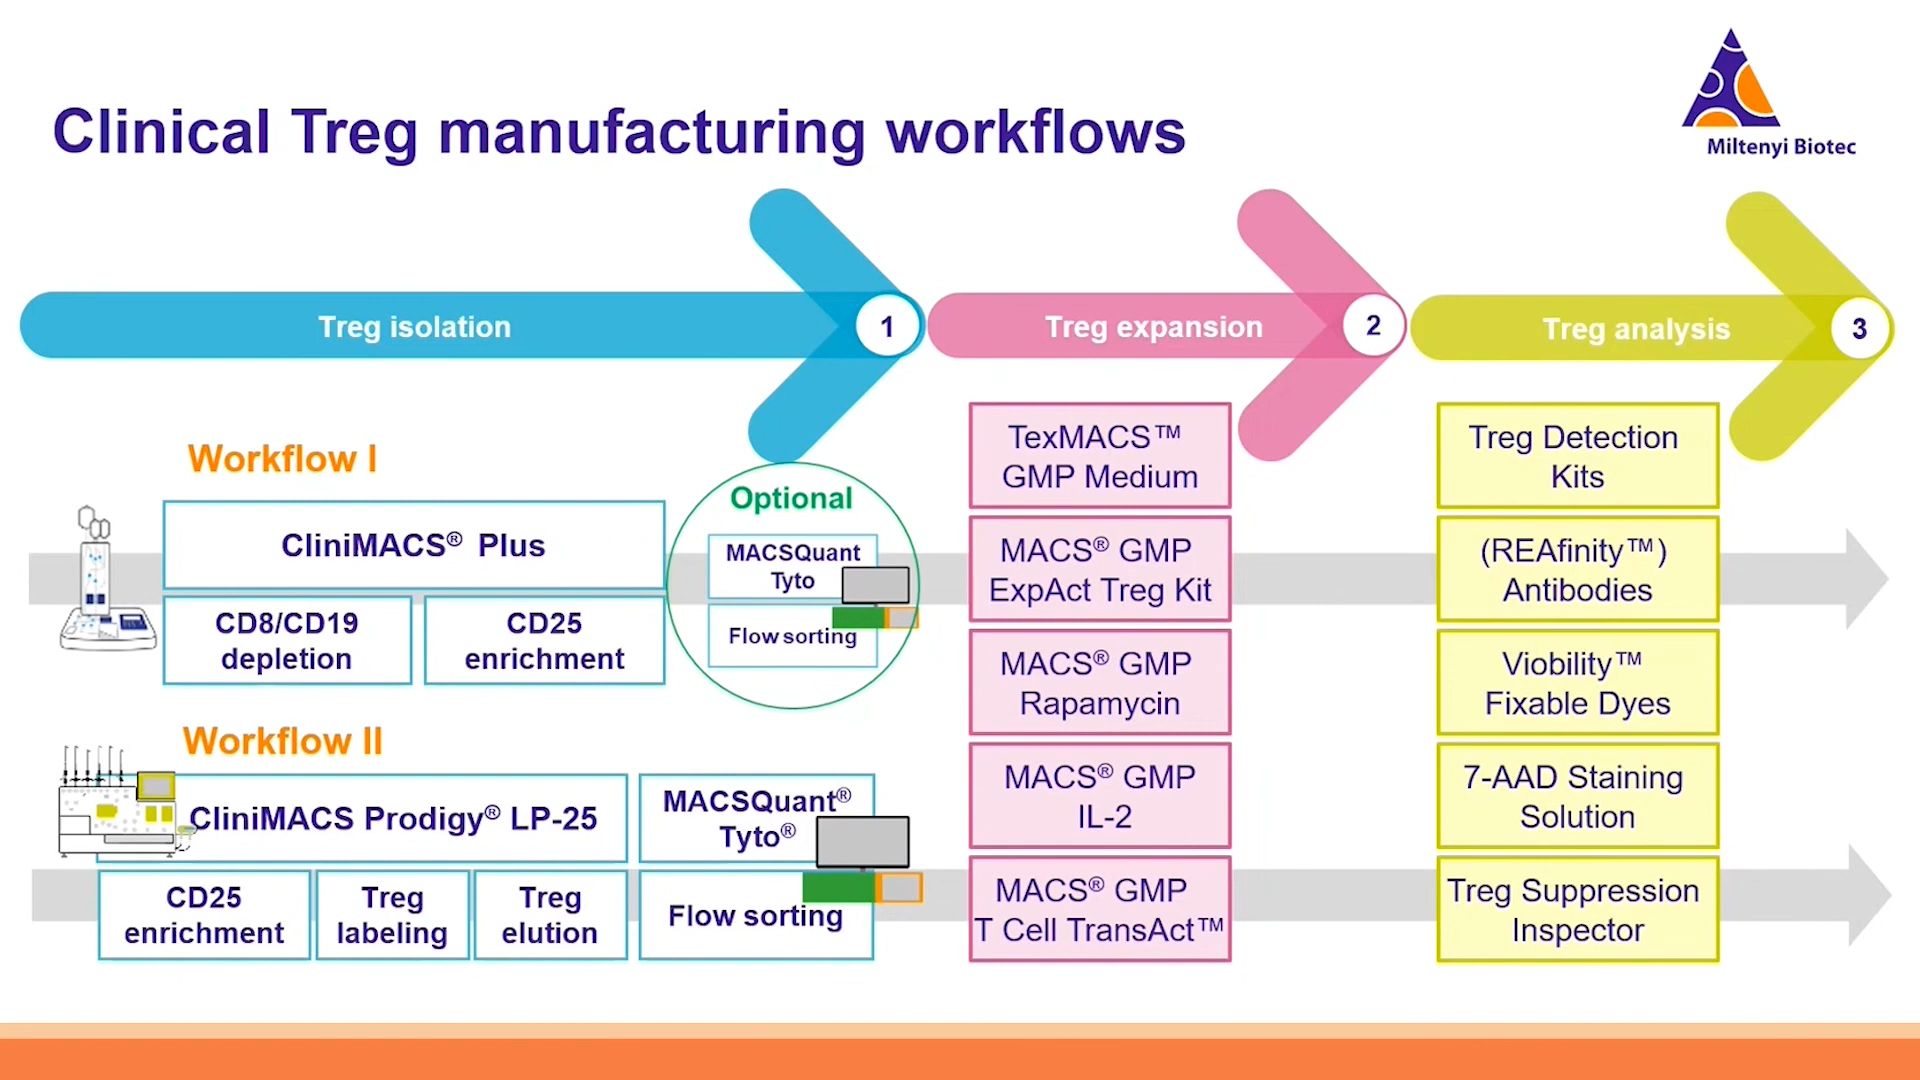 Clinical Treg manufacturing workflows
Miltenyi Biotec
Treg isolation
1
Treg expansion
2
Treg analysis
3
Workflow I
CliniMACS® Plus
CD8/CD19
depletion
CD25
enrichment
Optional
MACSQuant
Tyto
Flow sorting
Workflow II
CliniMACS Prodigy® LP-25
CD25
enrichment
Treg
labeling
Treg
elution
MACSQuant®
Tyto®
Flow sorting
TexMACS™
GMP Medium
MACS® GMP
ExpAct Treg Kit
MACS® GMP
Rapamycin
MACS® GMP
IL-2
MACS® GMP
T Cell TransAct™
Treg Detection
Kits
(REAfinity™)
Antibodies
Viobility™
Fixable Dyes
7-AAD Staining
Solution
Treg Suppression
Inspector